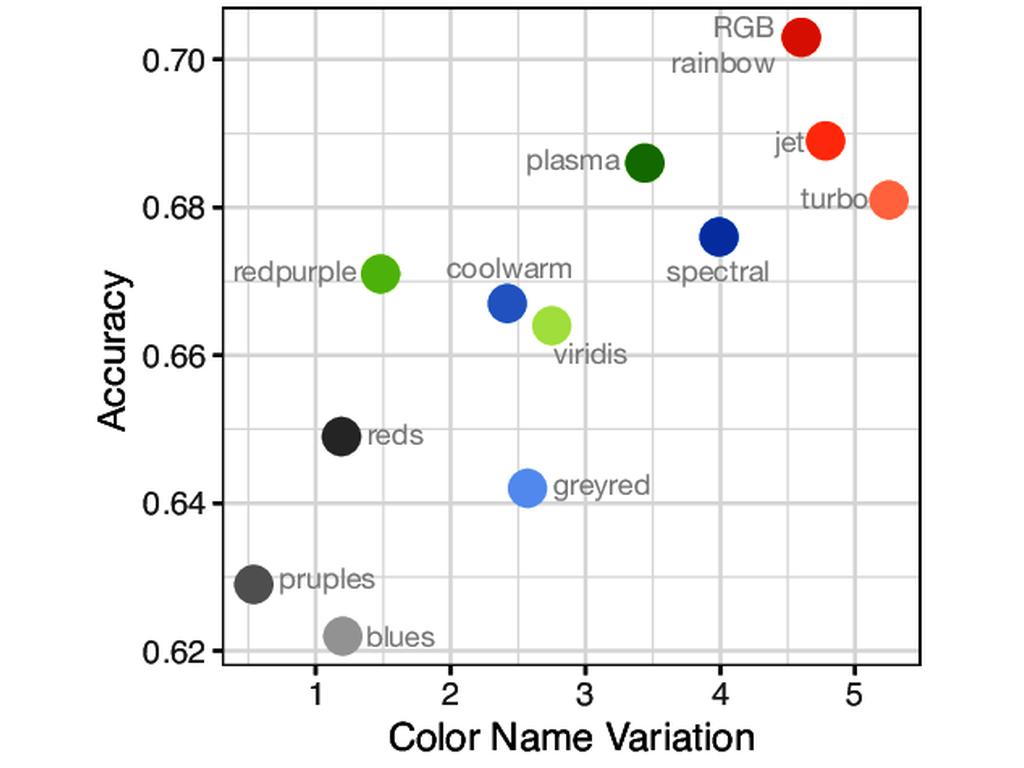 RGB
rainbow
0.70
jet
plasma
turbo
0.68
redpurple
coolwarm
spectral
0.66
viridis
Accuracy
reds
greyred
0.64
pruples
blues
0.62
1 2 3 4 5
Color Name Variation